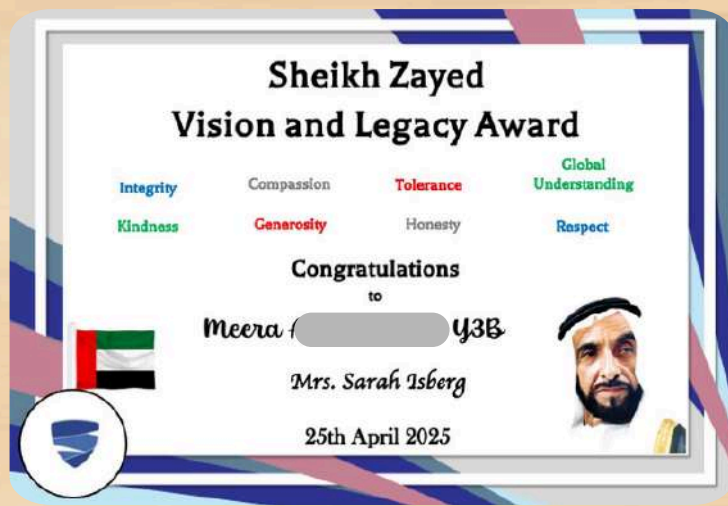 Sheikh Zayed
Vision and Legacy Award
Integrity Compassion Tolerance Global Understanding
Kindness Generosity Honesty Respect
Congratulations
to
Meera Y3B
Mrs. Sarah Isberg
25th April 2025